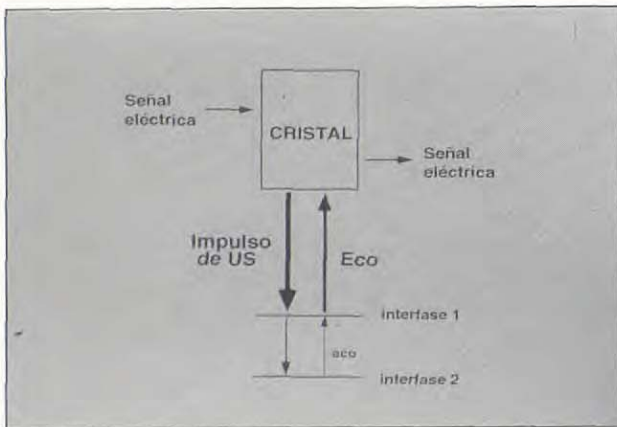 Señal
eléctrica
CRISTAL
Señal
eléctrica
Impulso
de US
Eco
interfase 1
eco
interfase 2